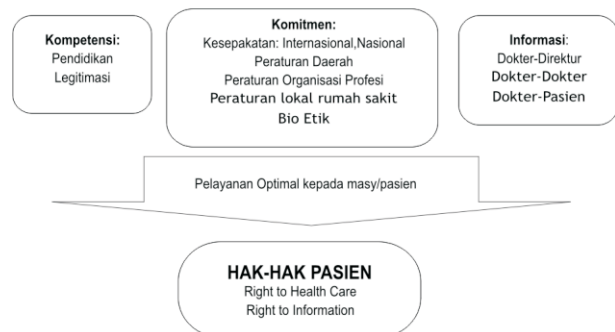 Kompetensi:
Pendidikan
Legitimasi
Komitmen:
Kesepakatan: Internasional,Nasional
Peraturan Daerah
Peraturan Organisasi Profesi
Peraturan lokal rumah sakit
Bio Etik
Informasi:
Dokter-Direktur
Dokter-Dokter
Dokter-Pasien
Pelayanan Optimal kepada masy/pasien
HAK-HAK PASIEN
Right to Health Care
Right to Information